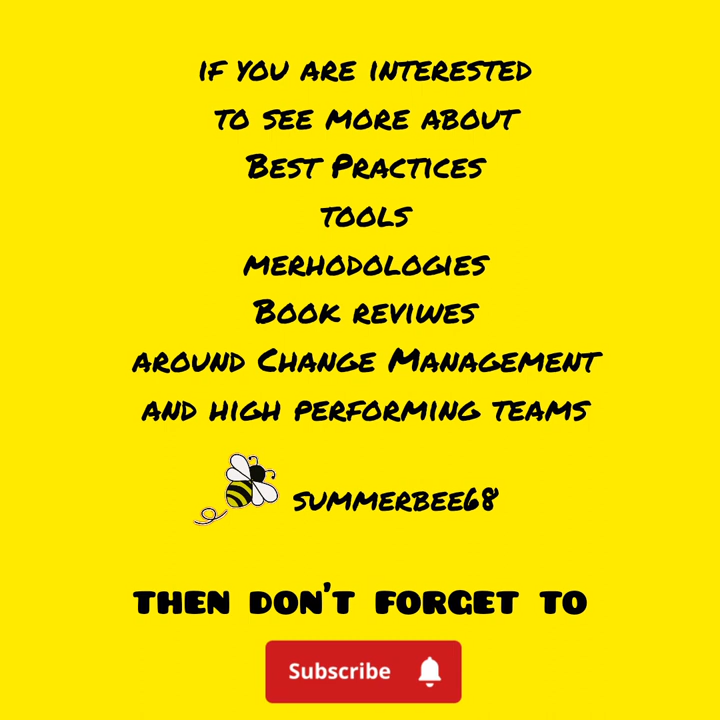 if you are interested
to see more about
Best Practices
tools
merhodologies
Book reviwes
around Change Management
and high performing teams
summerbee68
then don't forget to
Subscribe